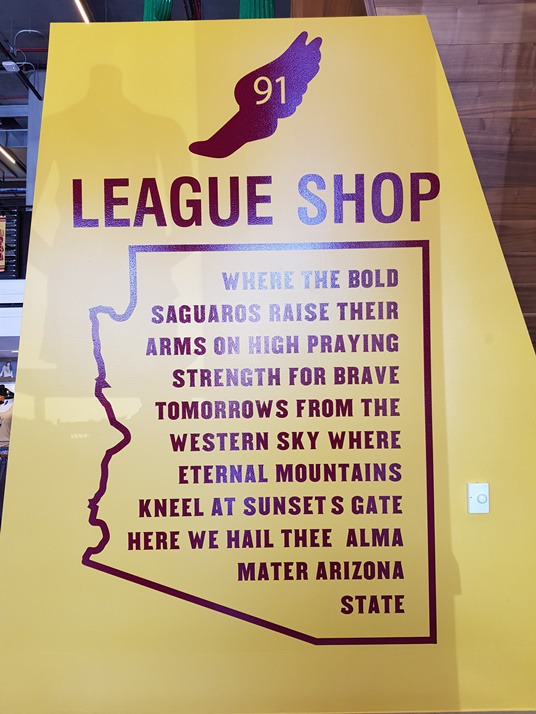 91
LEAGUE SHOP
WHERE THE BOLD
SAGUAROS RAISE THEIR
ARMS ON HIGH PRAYING
STRENGTH FOR BRAVE
TOMORROWS FROM THE
WESTERN SKY WHERE
ETERNAL MOUNTAINS
KNEEL AT SUNSET S GATE
HERE WE HAIL THEE ALMA
MATER ARIZONA
STATE